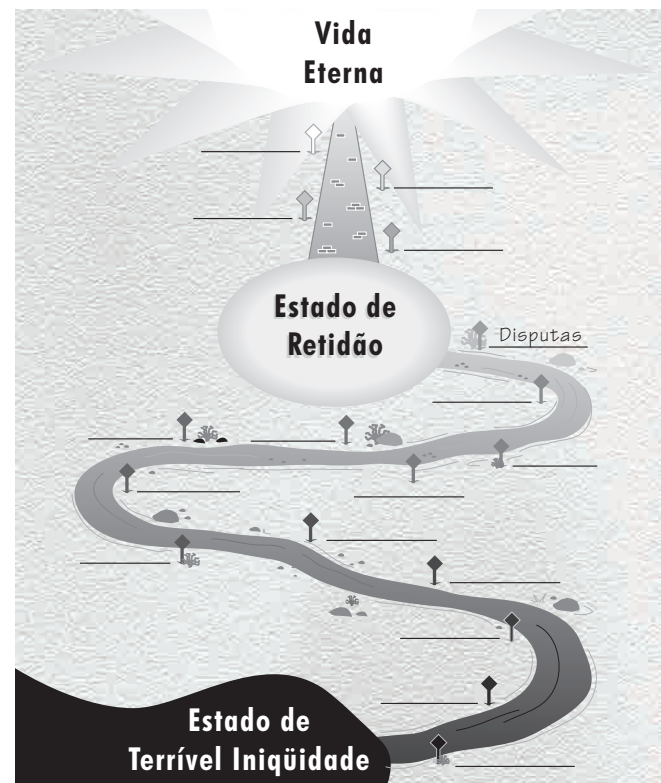 Vida
Eterna
Estado de
Retidão
Disputas
Estado de
Terrível Iniqüidade